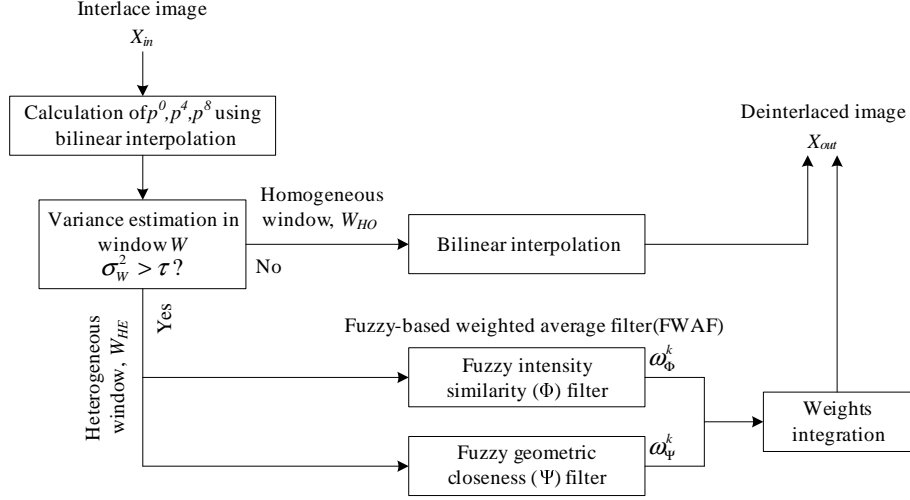 Interlace image
X_in
Calculation of p^0, p^4, p^8 using
bilinear interpolation
Deinterlaced image
X_out
Variance estimation in
window W
σ_W^2 > τ ?
Homogeneous
window, W_HO
No
Bilinear interpolation
Yes
Heterogeneous
window, W_HE
Fuzzy-based weighted average filter(FWAF)
Fuzzy intensity
similarity (Φ) filter
ω_Φ^k
Fuzzy geometric
closeness (Ψ) filter
ω_Ψ^k
Weights
integration